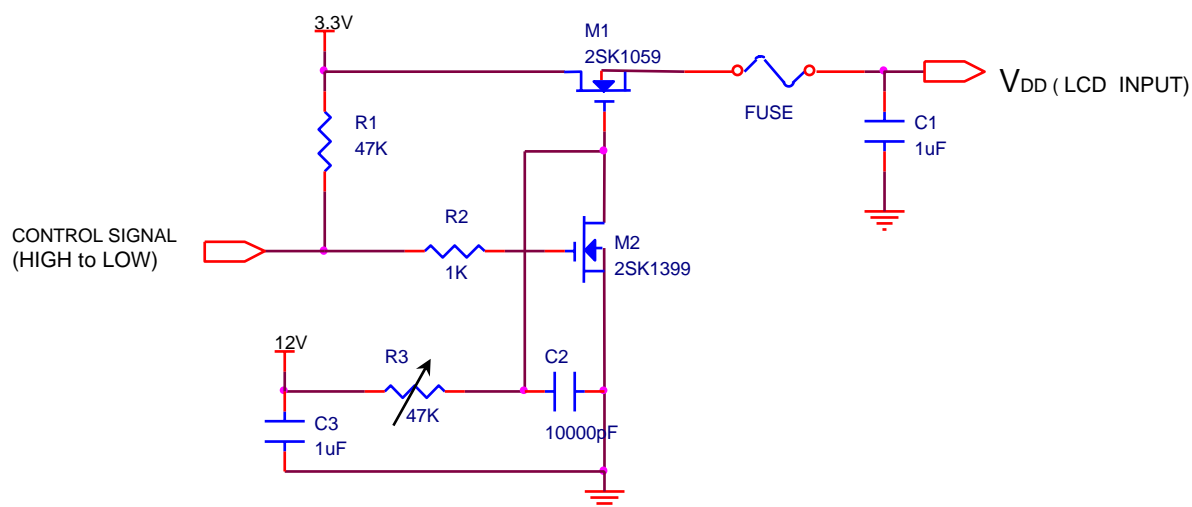 3.3V
M1
2SK1059
FUSE
VDD ( LCD INPUT)
R1
47K
C1
1uF
CONTROL SIGNAL
(HIGH to LOW)
R2
1K
M2
2SK1399
12V
R3
47K
C2
10000pF
C3
1uF